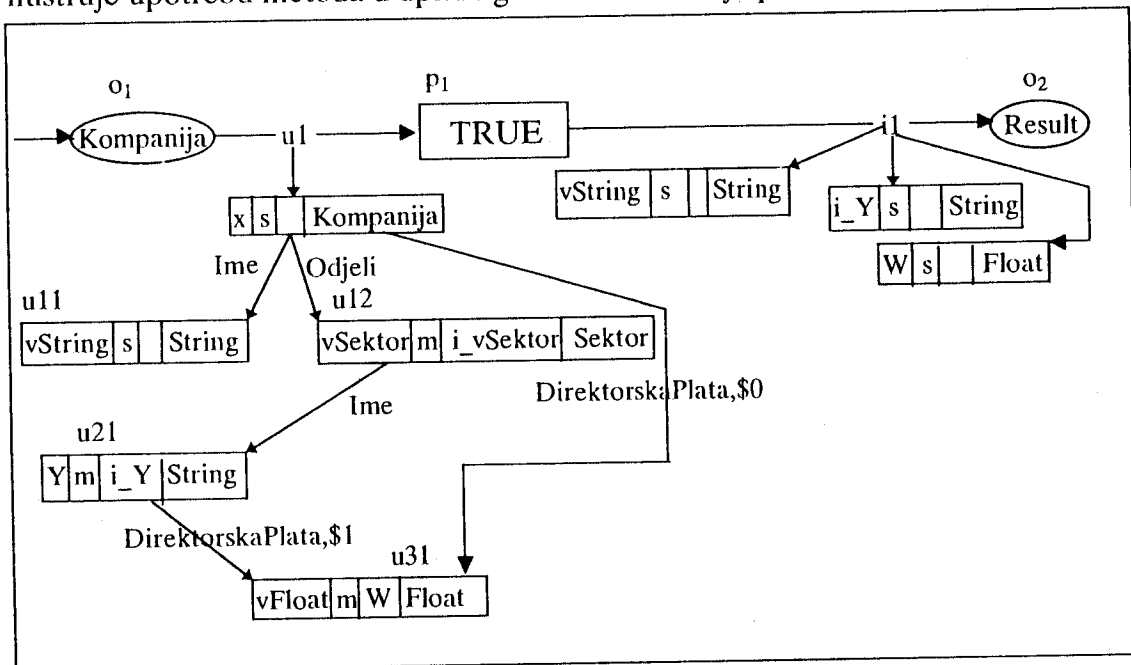 ilustruje upotrebu metoda u
o1 p1 o2
Kompanija u1 TRUE i1 Result
vString s String
x s Kompanija
i_Y s String
Ime Odjeli
W s Float
u11 u12
vString s String
vSektor m i_vSektor Sektor
Ime
DirektorskaPlata,$0
u21
Y m i_Y String
DirektorskaPlata,$1
u31
vFloat m W Float